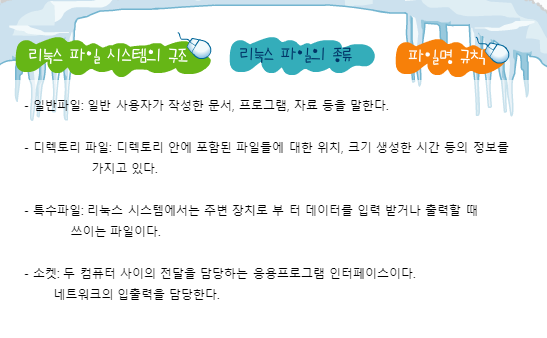 리눅스 파일 시스템의 구조
리눅스 파일의 종류
파일명 규칙
- 일반파일: 일반 사용자가 작성한 문서, 프로그램, 자료 등을 말한다.
- 디렉토리 파일: 디렉토리 안에 포함된 파일들에 대한 위치, 크기 생성한 시간 등의 정보를
가지고 있다.
- 특수파일: 리눅스 시스템에서는 주변 장치로 부 터 데이터를 입력 받거나 출력할 때
쓰이는 파일이다.
- 소켓: 두 컴퓨터 사이의 전달을 담당하는 응용프로그램 인터페이스이다.
네트워크의 입출력을 담당한다.